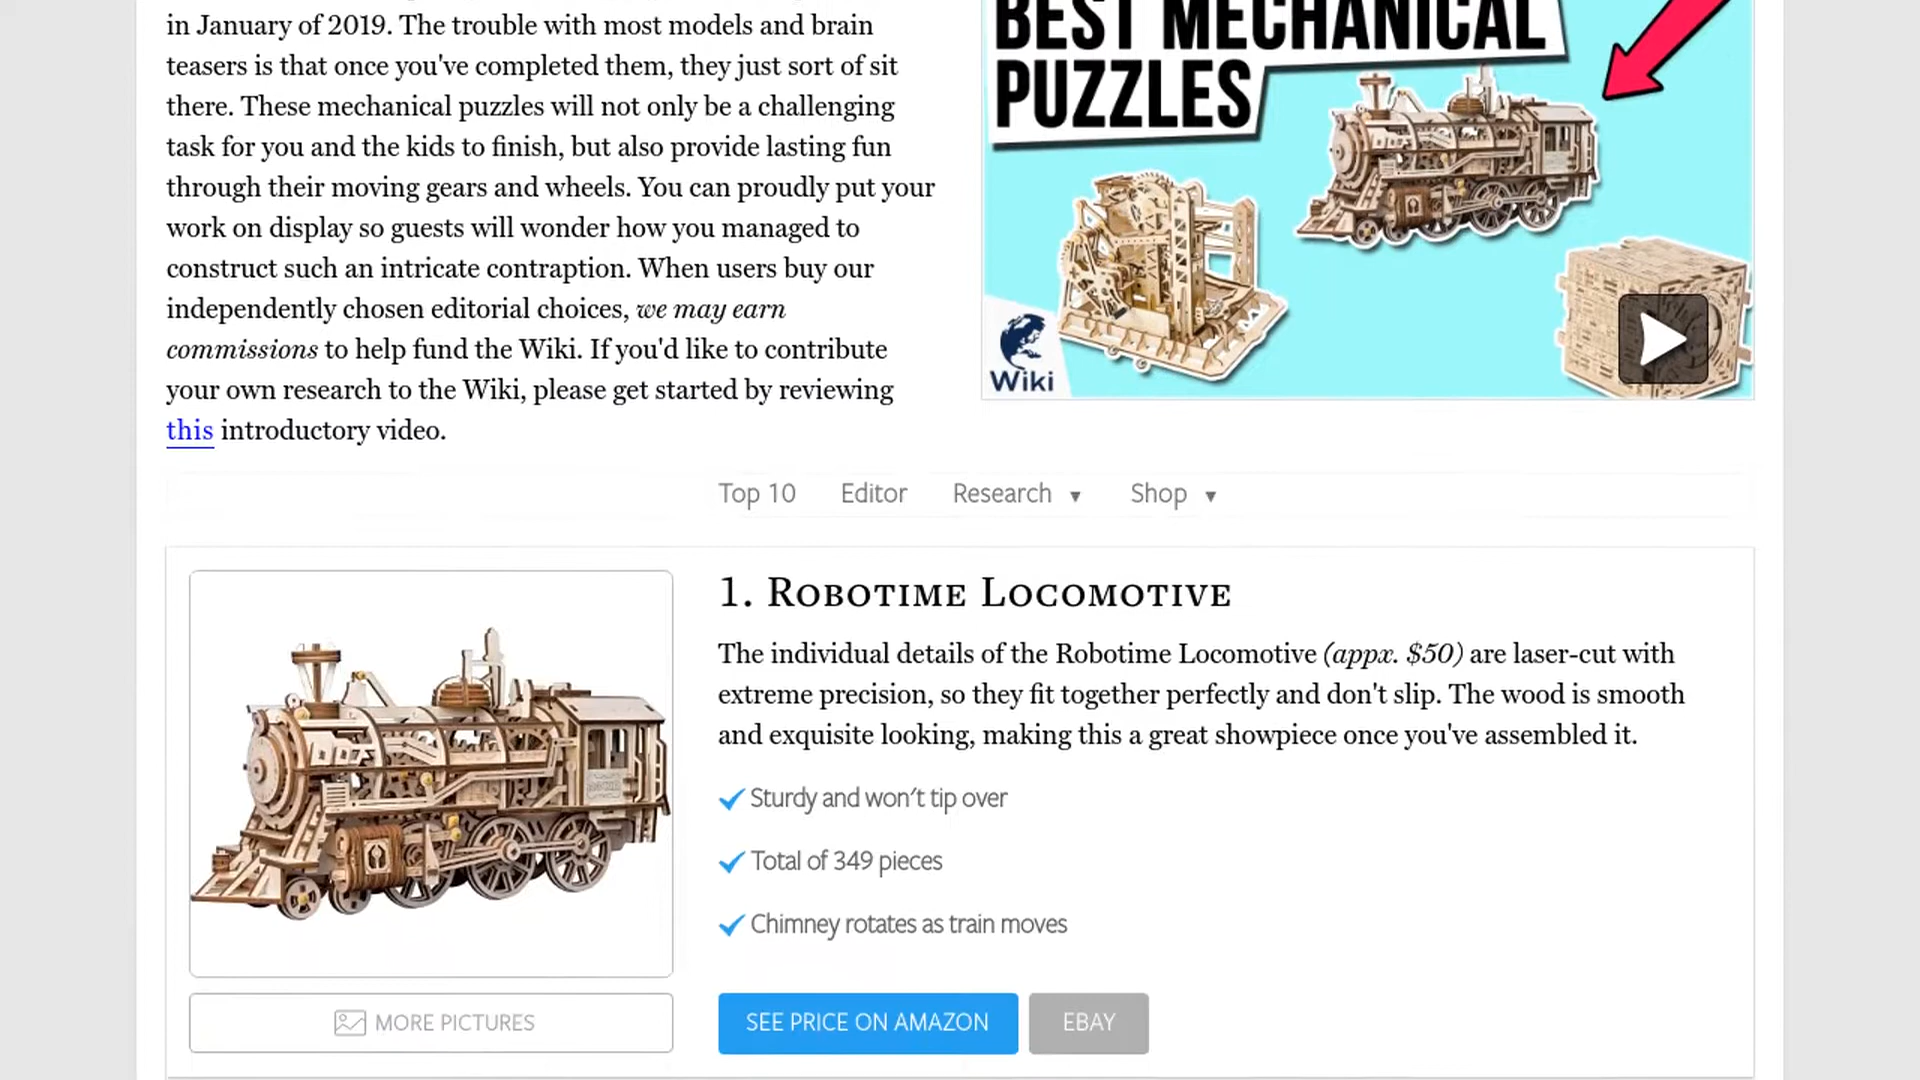 in January of 2019. The trouble with most models and brain
teasers is that once you've completed them, they just sort of sit
there. These mechanical puzzles will not only be a challenging
task for you and the kids to finish, but also provide lasting fun
through their moving gears and wheels. You can proudly put your
work on display so guests will wonder how you managed to
construct such an intricate contraption. When users buy our
independently chosen editorial choices, we may earn
commissions to help fund the Wiki. If you'd like to contribute
your own research to the Wiki, please get started by reviewing
this introductory video.
BEST MECHANICAL
PUZZLES
Wiki
Top 10 Editor Research ▼ Shop ▼
1. Robotime Locomotive
The individual details of the Robotime Locomotive (appx. $50) are laser-cut with
extreme precision, so they fit together perfectly and don't slip. The wood is smooth
and exquisite looking, making this a great showpiece once you've assembled it.
Sturdy and won't tip over
Total of 349 pieces
Chimney rotates as train moves
MORE PICTURES
SEE PRICE ON AMAZON
EBAY